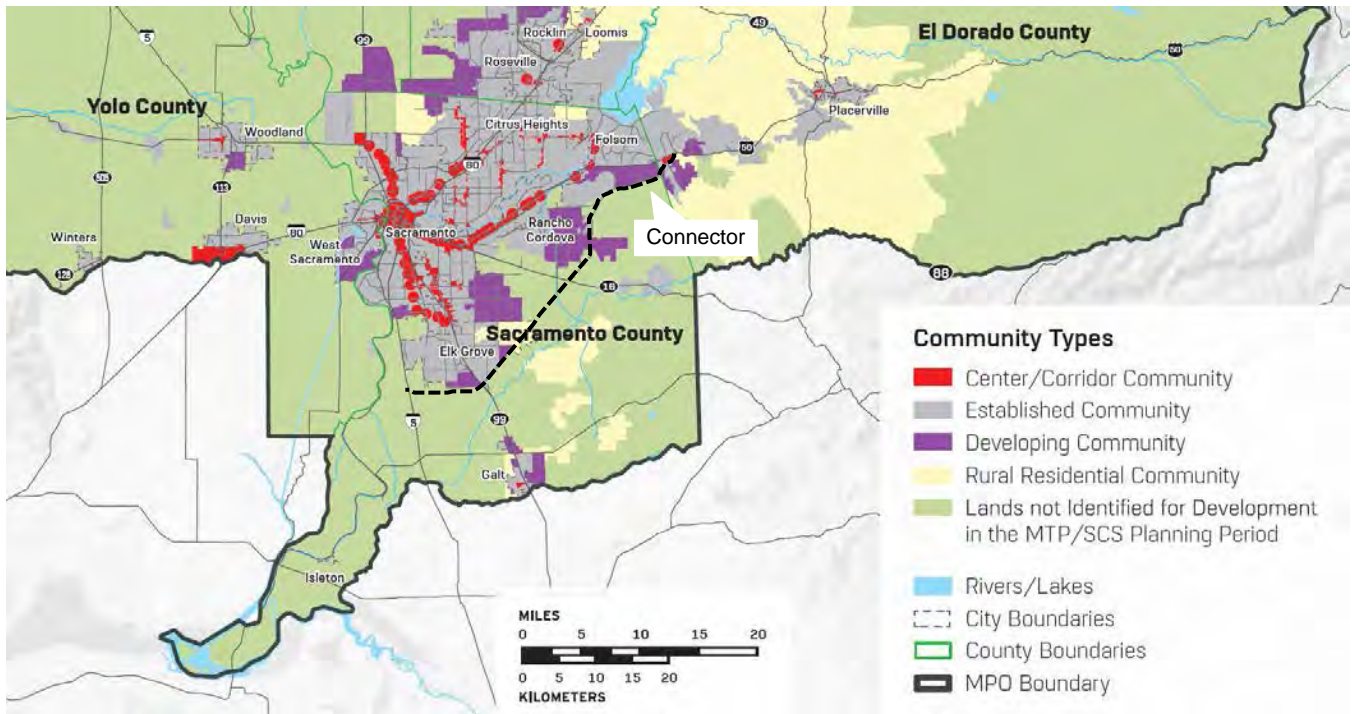 49
Rocklin
Loomis
El Dorado County
5
99
Roseville
50
Yolo County
Placerville
Woodland
Citrus Heights
Folsom
80
50
505
113
Davis
Rancho
Cordova
Winters
80
West
Sacramento
Sacramento
Connector
128
16
88
Sacramento County
Elk Grove
Community Types
Center/Corridor Community
Established Community
5
99
Developing Community
Galt
Rural Residential Community
Lands not Identified for Development
in the MTP/SCS Planning Period
Isleton
Rivers/Lakes
MILES
0 5 10 15 20
City Boundaries
County Boundaries
0 5 10 15 20
KILOMETERS
MPO Boundary